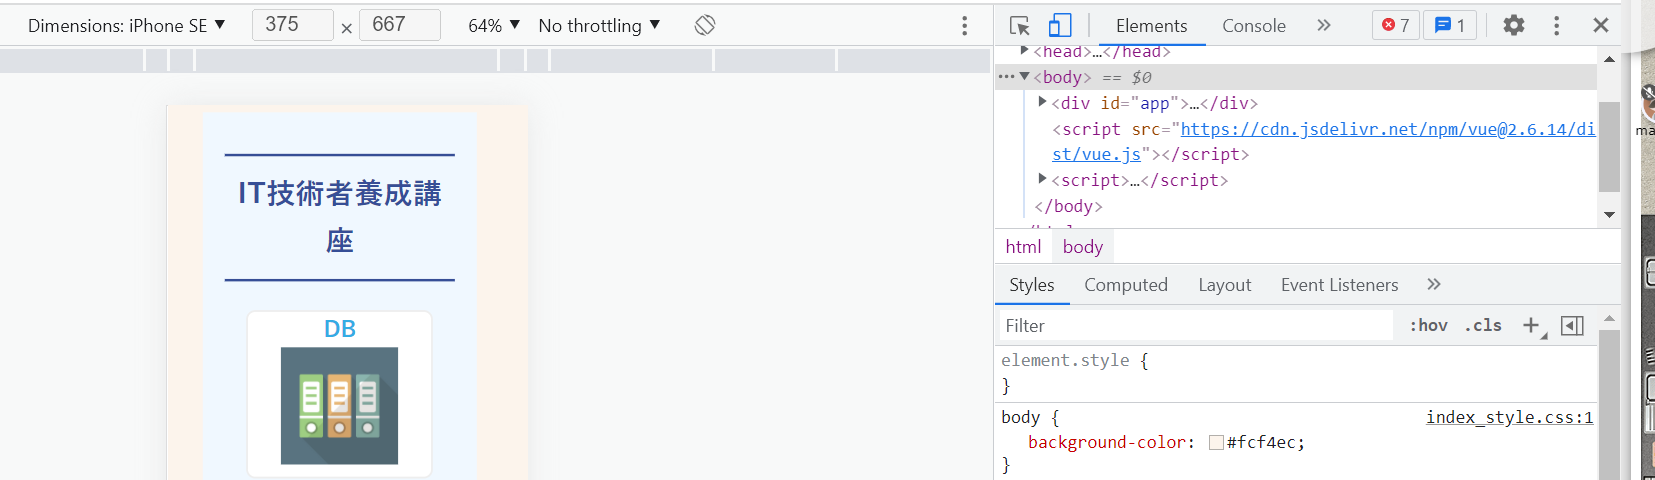 Dimensions: iPhone SE ▼ 375 × 667 64% ▼ No throttling ▼
IT技術者養成講
座
DB
Elements Console » 7 1
▶<head>…</head>
…▼<body> == $0
▶<div id="app">…</div>
<script src="https://cdn.jsdelivr.net/npm/vue@2.6.14/di
st/vue.js"></script>
▶<script>…</script>
</body>
html body
Styles Computed Layout Event Listeners »
Filter :hov .cls +
element.style {
}
body { index_style.css:1
background-color: #fcf4ec;
}
ma